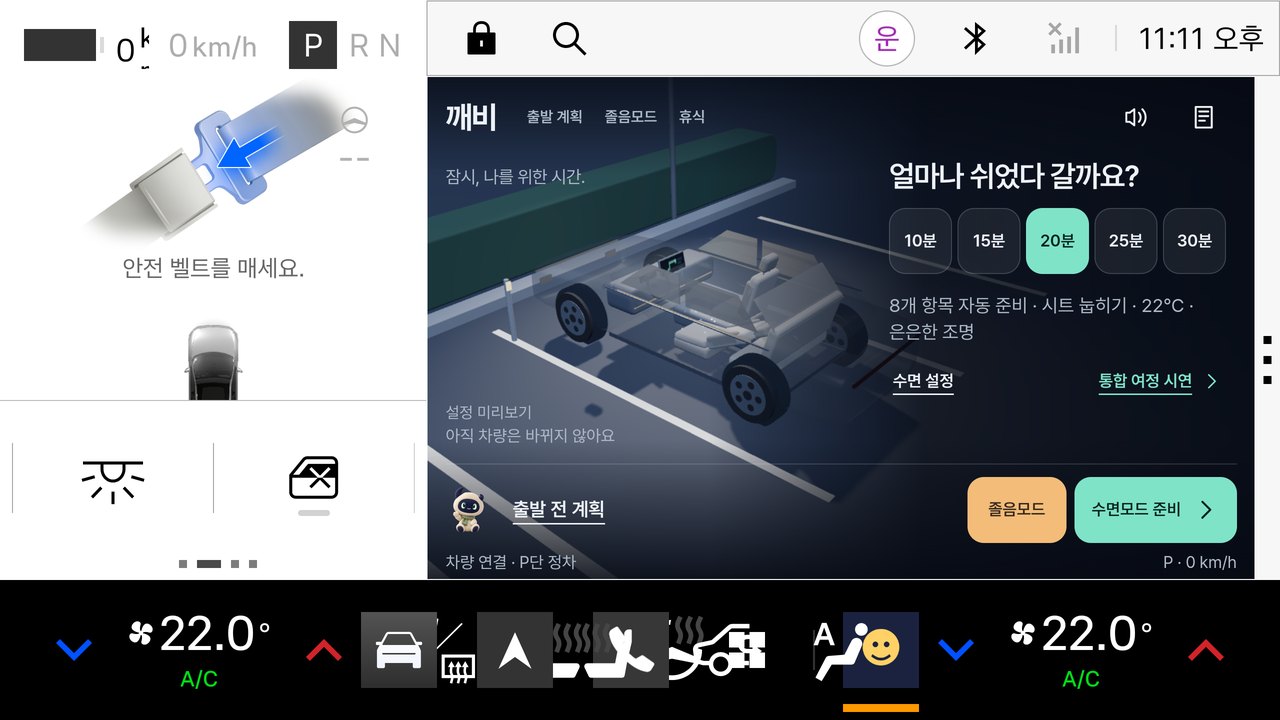 0 km/h
P R N
운
11:11 오후
안전 벨트를 매세요.
깨비
출발 계획
졸음모드
휴식
잠시, 나를 위한 시간.
얼마나 쉬었다 갈까요?
10분
15분
20분
25분
30분
8개 항목 자동 준비 · 시트 눕히기 · 22°C ·
은은한 조명
수면 설정
통합 여정 시연
설정 미리보기
아직 차량은 바뀌지 않아요
출발 전 계획
졸음모드
수면모드 준비
차량 연결 · P단 정차
P · 0 km/h
22.0°
A/C
A
22.0°
A/C